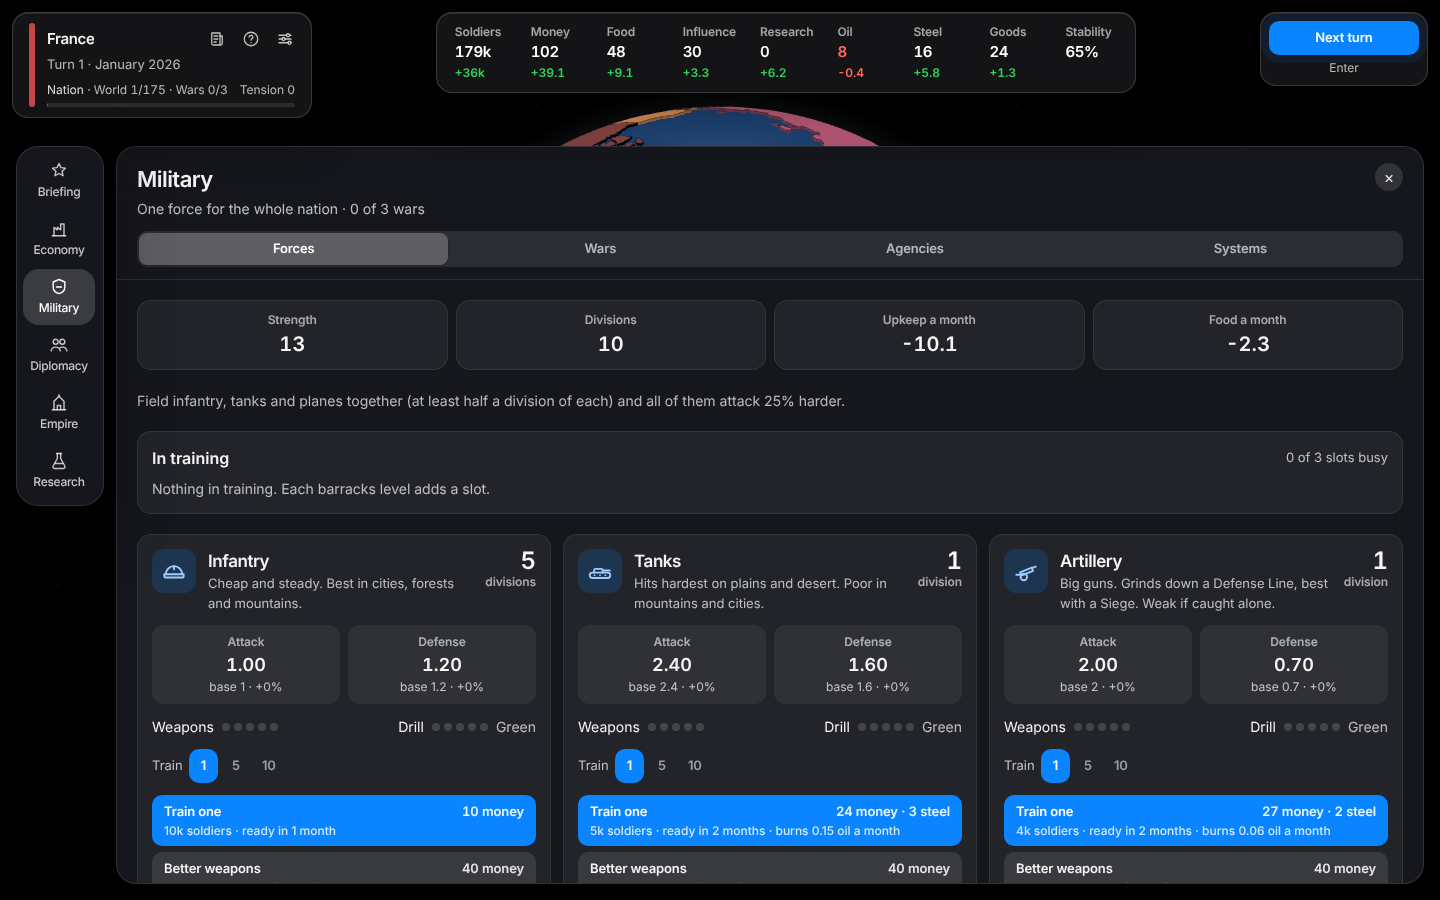 France
Turn 1 · January 2026
Nation · World 1/175 · Wars 0/3 Tension 0
Soldiers Money Food Influence Research Oil Steel Goods Stability
179k 102 48 30 0 8 16 24 65%
+36k +39.1 +9.1 +3.3 +6.2 -0.4 +5.8 +1.3
Next turn
Enter
Briefing
Economy
Military
Diplomacy
Empire
Research
Military
One force for the whole nation · 0 of 3 wars
Forces Wars Agencies Systems
Strength Divisions Upkeep a month Food a month
13 10 -10.1 -2.3
Field infantry, tanks and planes together (at least half a division of each) and all of them attack 25% harder.
In training 0 of 3 slots busy
Nothing in training. Each barracks level adds a slot.
Infantry 5
Cheap and steady. Best in cities, forests divisions
and mountains.
Attack Defense
1.00 1.20
base 1 · +0% base 1.2 · +0%
Weapons Drill Green
Train 1 5 10
Train one 10 money
10k soldiers · ready in 1 month
Better weapons 40 money
Tanks 1
Hits hardest on plains and desert. Poor in division
mountains and cities.
Attack Defense
2.40 1.60
base 2.4 · +0% base 1.6 · +0%
Weapons Drill Green
Train 1 5 10
Train one 24 money · 3 steel
5k soldiers · ready in 2 months · burns 0.15 oil a month
Better weapons 40 money
Artillery 1
Big guns. Grinds down a Defense Line, best division
with a Siege. Weak if caught alone.
Attack Defense
2.00 0.70
base 2 · +0% base 0.7 · +0%
Weapons Drill Green
Train 1 5 10
Train one 27 money · 2 steel
4k soldiers · ready in 2 months · burns 0.06 oil a month
Better weapons 40 money